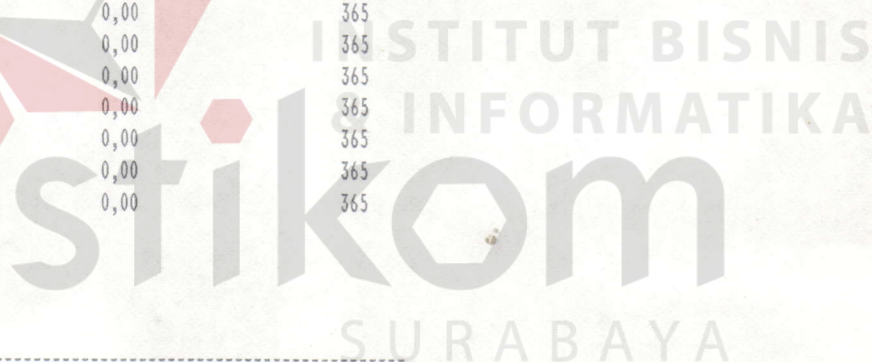 0,00 365
INSTITUT BISNIS
0,00 365
0,00 365
0,00 365
& INFORMATIKA
0,00 365
0,00 365
stikom
0,00 365
SURABAYA